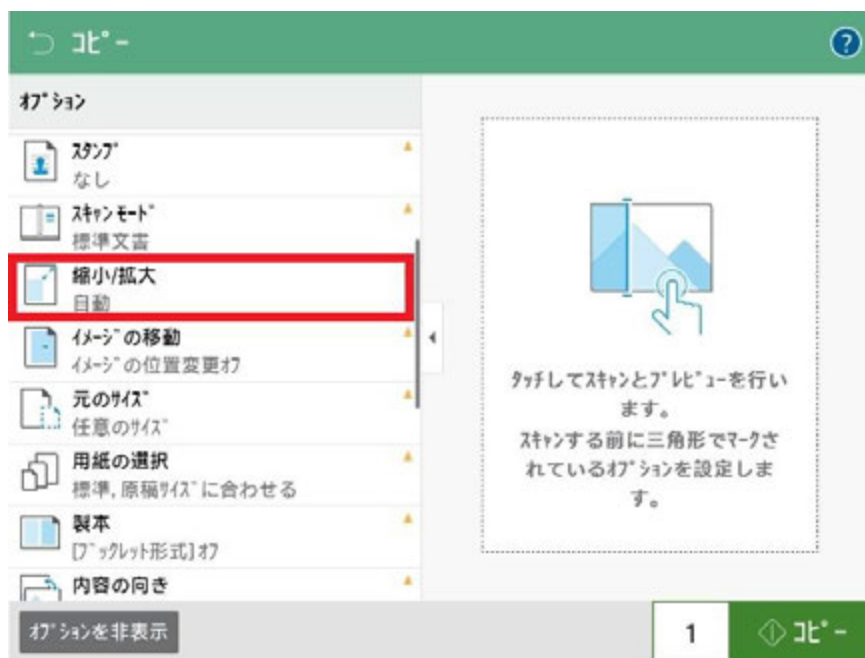 ｺﾋﾟｰ
?
ｵﾌﾟｼｮﾝ
ｽﾀﾝﾌﾟ
なし
ｽｷｬﾝ ﾓｰﾄﾞ
標準文書
縮小/拡大
自動
ｲﾒｰｼﾞの移動
ｲﾒｰｼﾞの位置変更ｵﾌ
元のｻｲｽﾞ
任意のｻｲｽﾞ
用紙の選択
標準, 原稿ｻｲｽﾞに合わせる
製本
[ﾌﾞｯｸﾚｯﾄ形式] ｵﾌ
内容の向き
ﾀｯﾁしてｽｷｬﾝとﾌﾟﾚﾋﾞｭｰを行い
ます。
ｽｷｬﾝする前に三角形でﾏｰｸさ
れているｵﾌﾟｼｮﾝを設定しま
す。
ｵﾌﾟｼｮﾝを非表示
1
ｺﾋﾟｰ